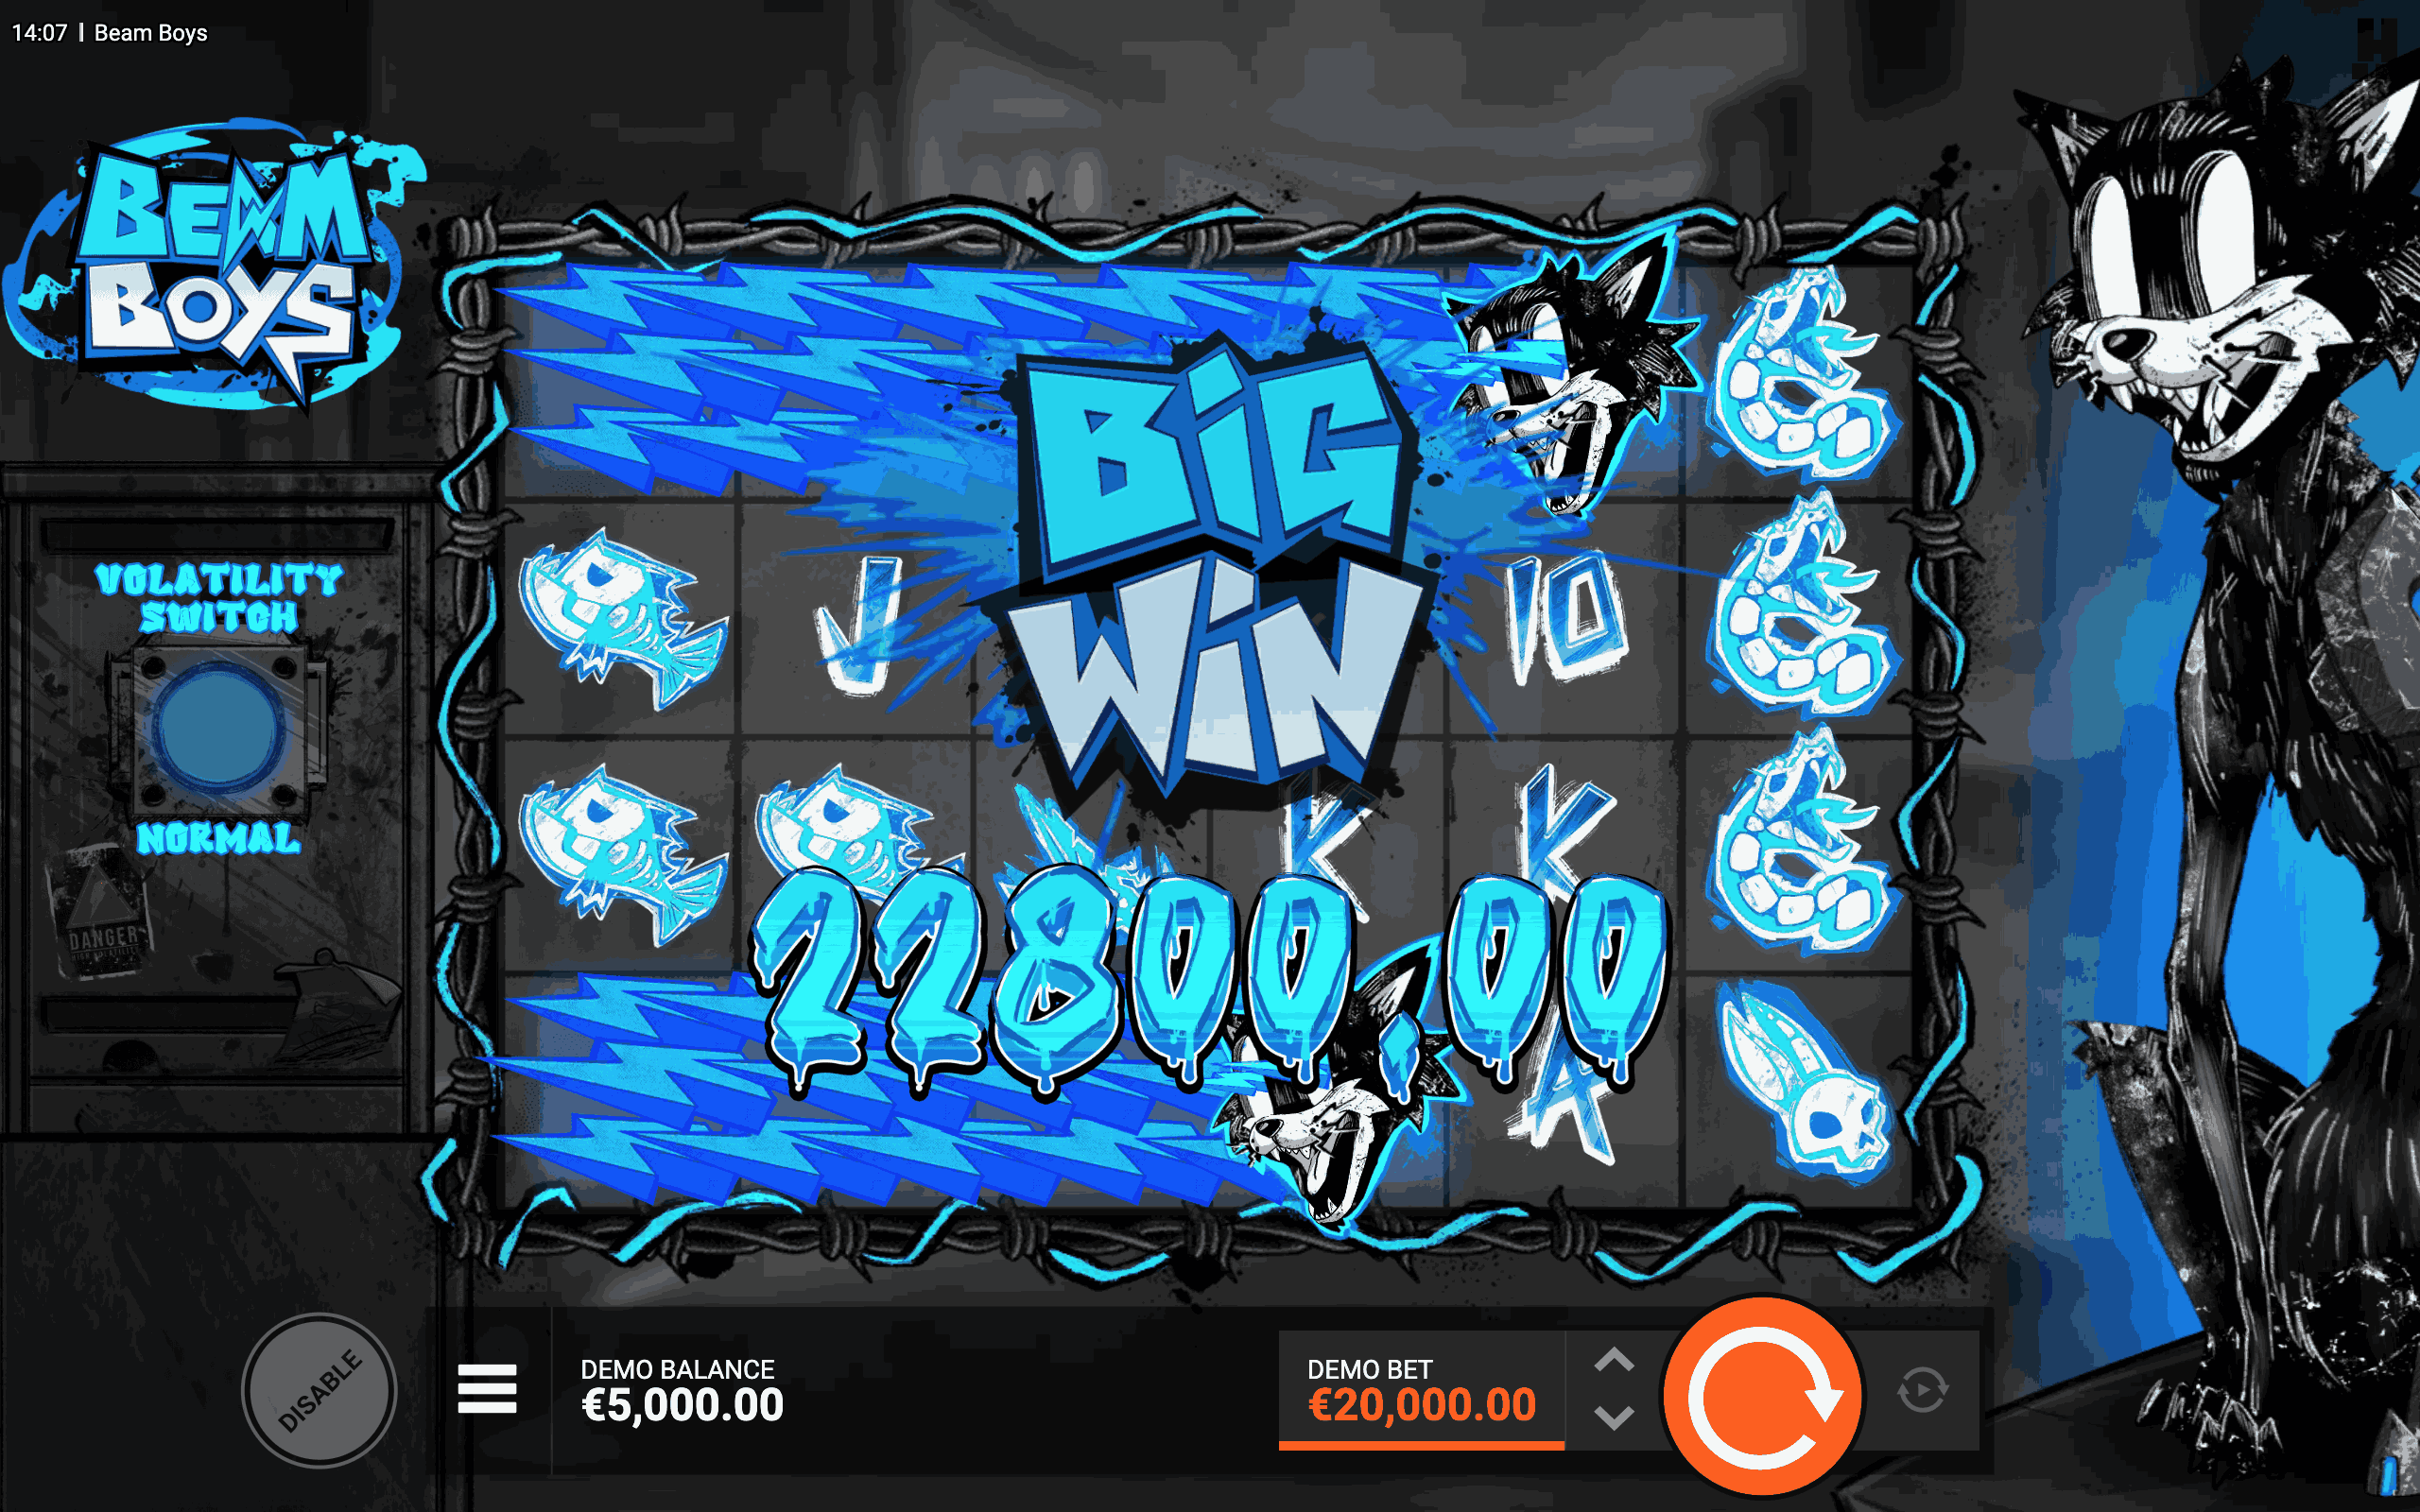 14:07 | Beam Boys
BEAM
BOYS
BIG
WIN
VOLATILITY
SWITCH
NORMAL
DANGER
J
10
K
K
22800.00
A
DISABLE
DEMO BALANCE
€5,000.00
DEMO BET
€20,000.00